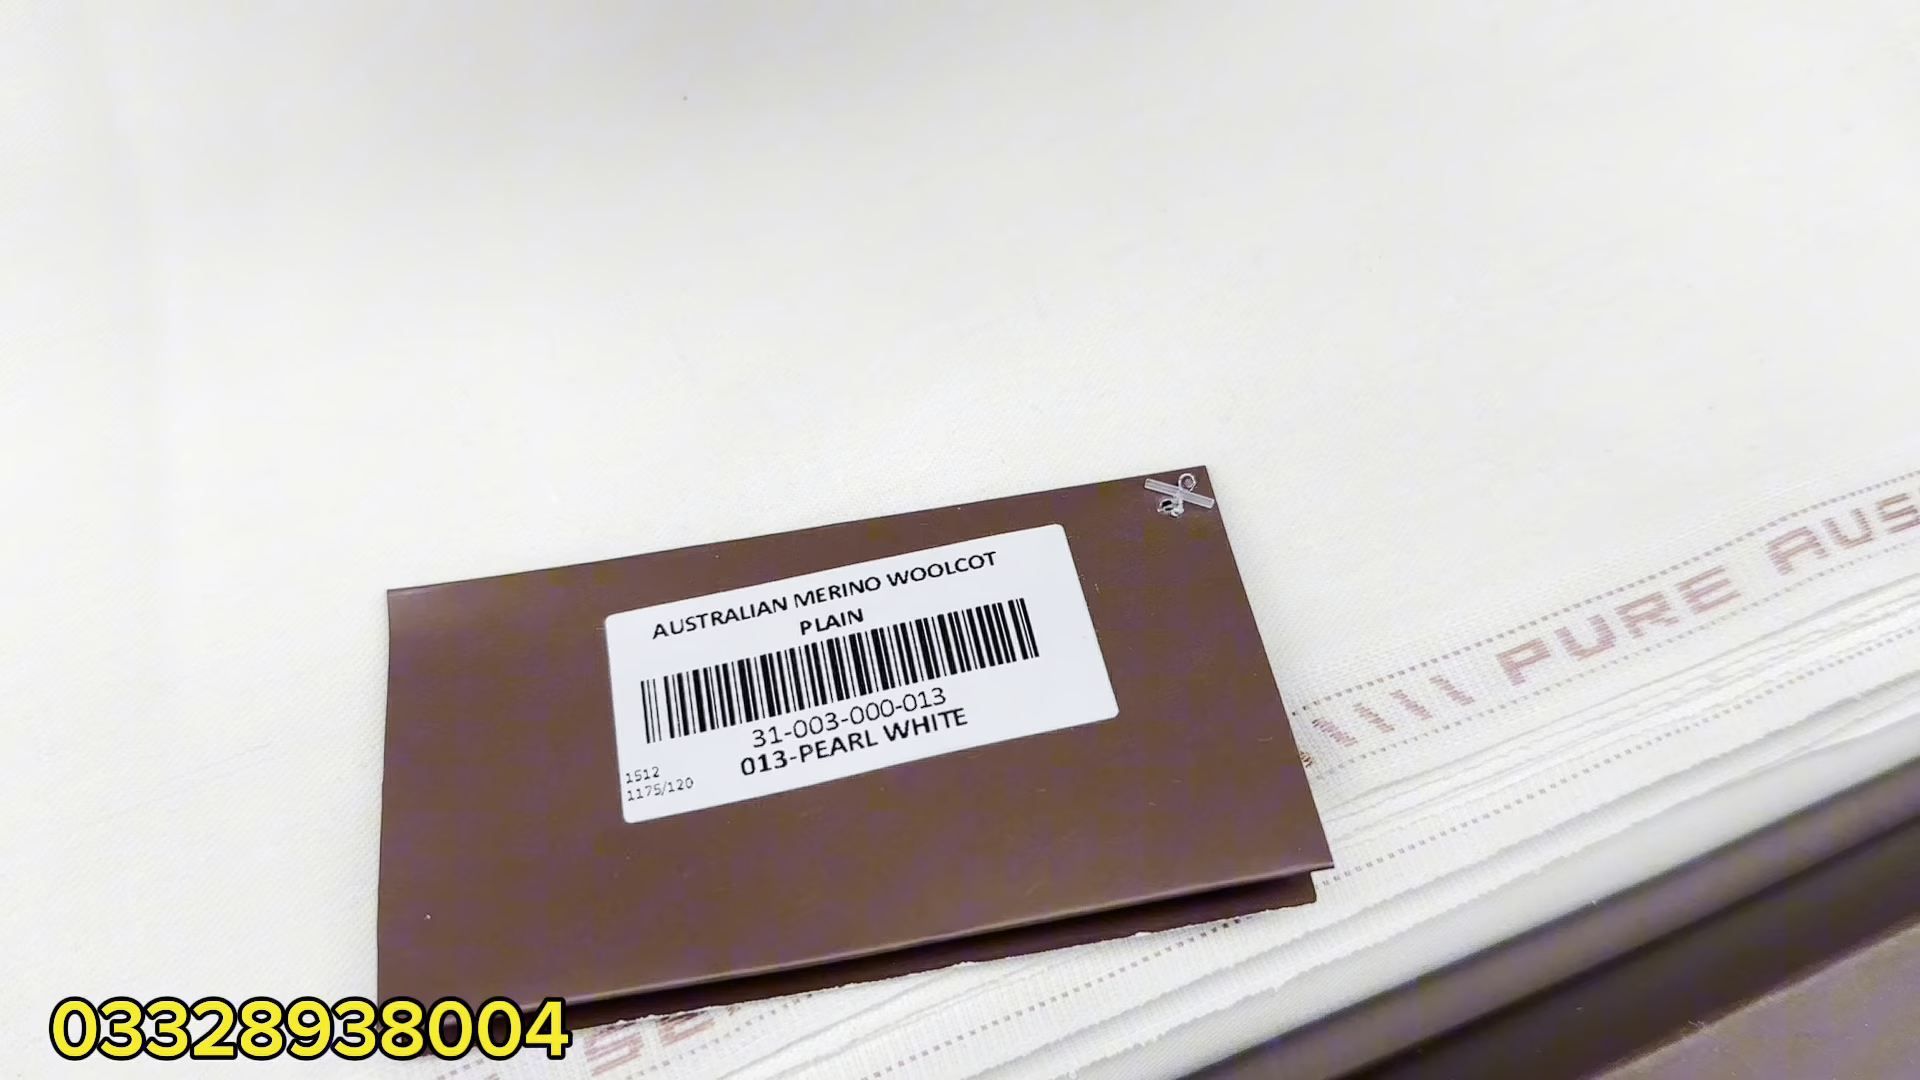 AUSTRALIAN MERINO WOOLCOT
PLAIN
31-003-000-013
013-PEARL WHITE
1512
1175/120
PURE AUS
03328938004